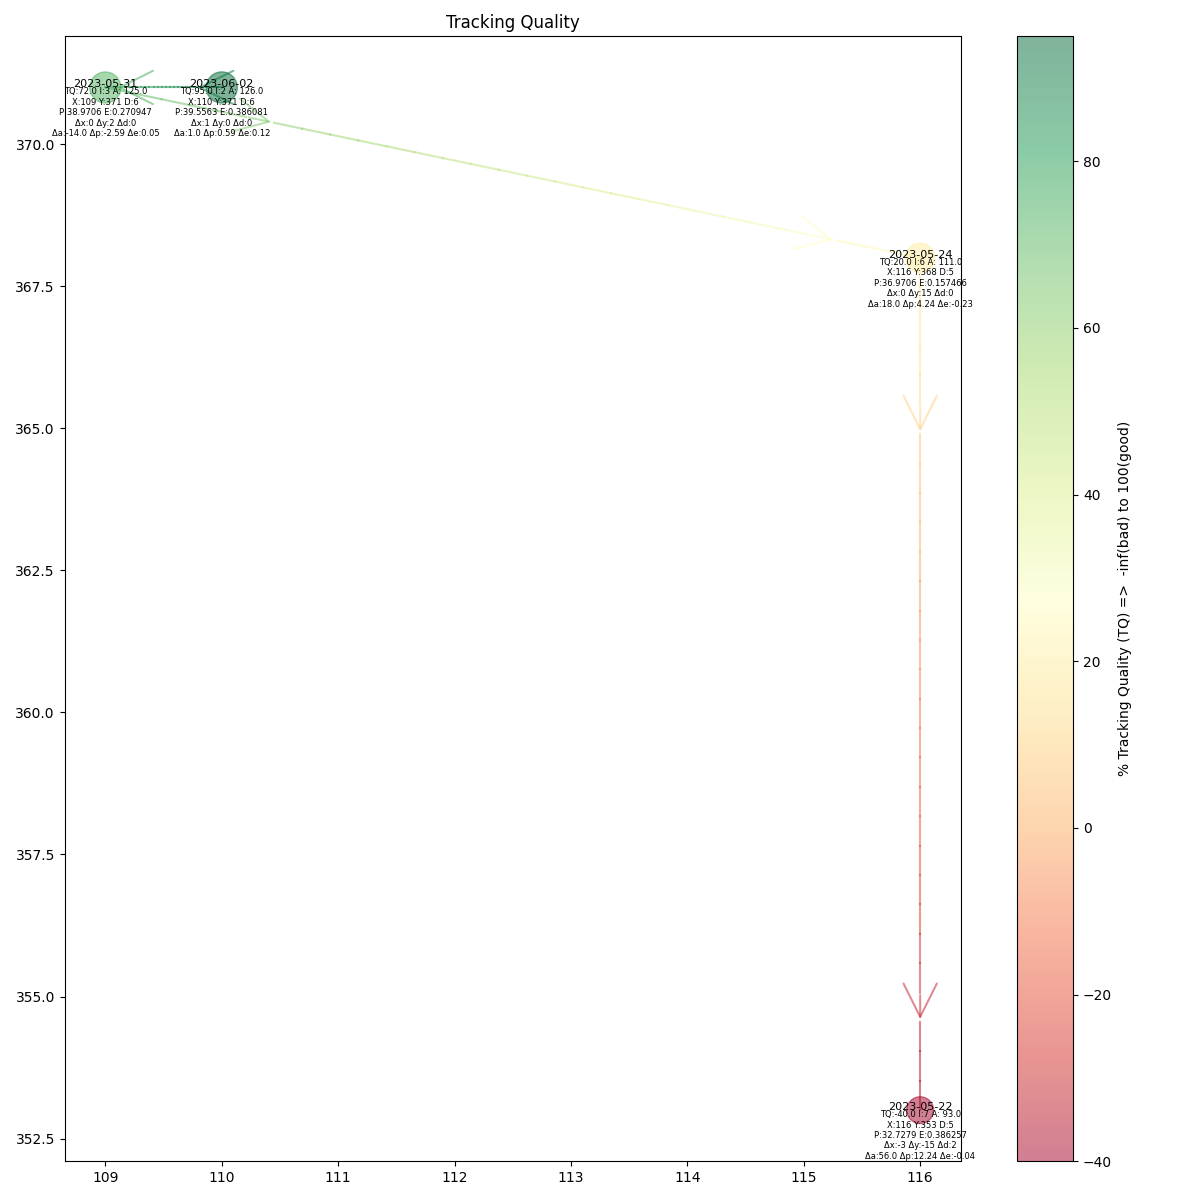 Tracking Quality
2023-05-31
TQ:72.0 I:3 A: 125.0
X:109 Y:371 D:6
P:38.9706 E:0.270947
Δx:0 Δy:2 Δd:0
Δa:-14.0 Δp:-2.59 Δe:0.05
2023-06-02
TQ:95.0 I:2 A: 126.0
X:110 Y:371 D:6
P:39.5563 E:0.386081
Δx:1 Δy:0 Δd:0
Δa:1.0 Δp:0.59 Δe:0.12
2023-05-24
TQ:20.0 I:6 A: 111.0
X:116 Y:368 D:5
P:36.9706 E:0.157466
Δx:0 Δy:15 Δd:0
Δa:18.0 Δp:4.24 Δe:-0.23
2023-05-22
TQ:-40.0 I:7 A: 93.0
X:116 Y:353 D:5
P:32.7279 E:0.386257
Δx:-3 Δy:-15 Δd:2
Δa:56.0 Δp:12.24 Δe:-0.04
370.0
367.5
365.0
362.5
360.0
357.5
355.0
352.5
109
110
111
112
113
114
115
116
80
60
40
20
0
−20
−40
% Tracking Quality (TQ) => -inf(bad) to 100(good)